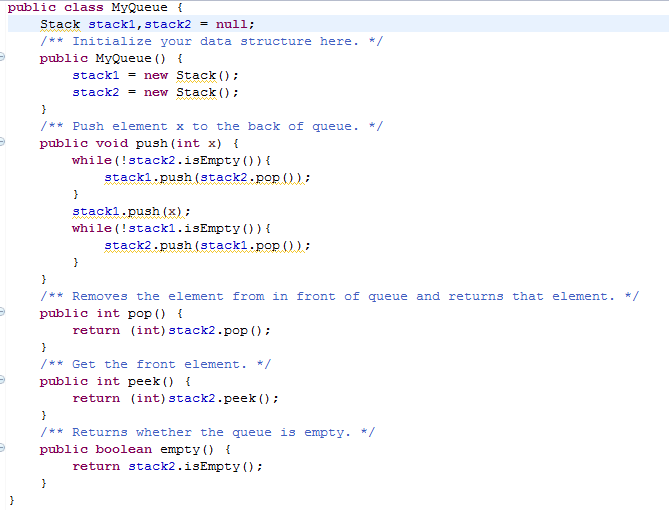 public class MyQueue {
    Stack stack1,stack2 = null;
    /** Initialize your data structure here. */
    public MyQueue() {
        stack1 = new Stack();
        stack2 = new Stack();
    }
    /** Push element x to the back of queue. */
    public void push(int x) {
        while(!stack2.isEmpty()){
            stack1.push(stack2.pop());
        }
        stack1.push(x);
        while(!stack1.isEmpty()){
            stack2.push(stack1.pop());
        }
    }
    /** Removes the element from in front of queue and returns that element. */
    public int pop() {
        return (int)stack2.pop();
    }
    /** Get the front element. */
    public int peek() {
        return (int)stack2.peek();
    }
    /** Returns whether the queue is empty. */
    public boolean empty() {
        return stack2.isEmpty();
    }
}